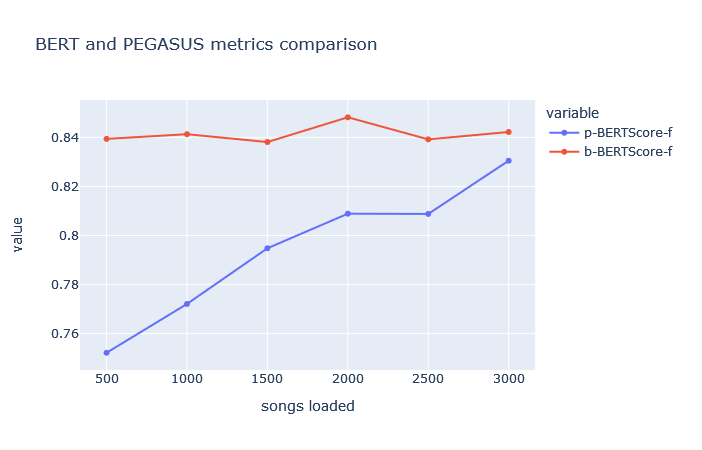 BERT and PEGASUS metrics comparison
variable
p-BERTScore-f
b-BERTScore-f
value
0.84
0.82
0.8
0.78
0.76
500 1000 1500 2000 2500 3000
songs loaded